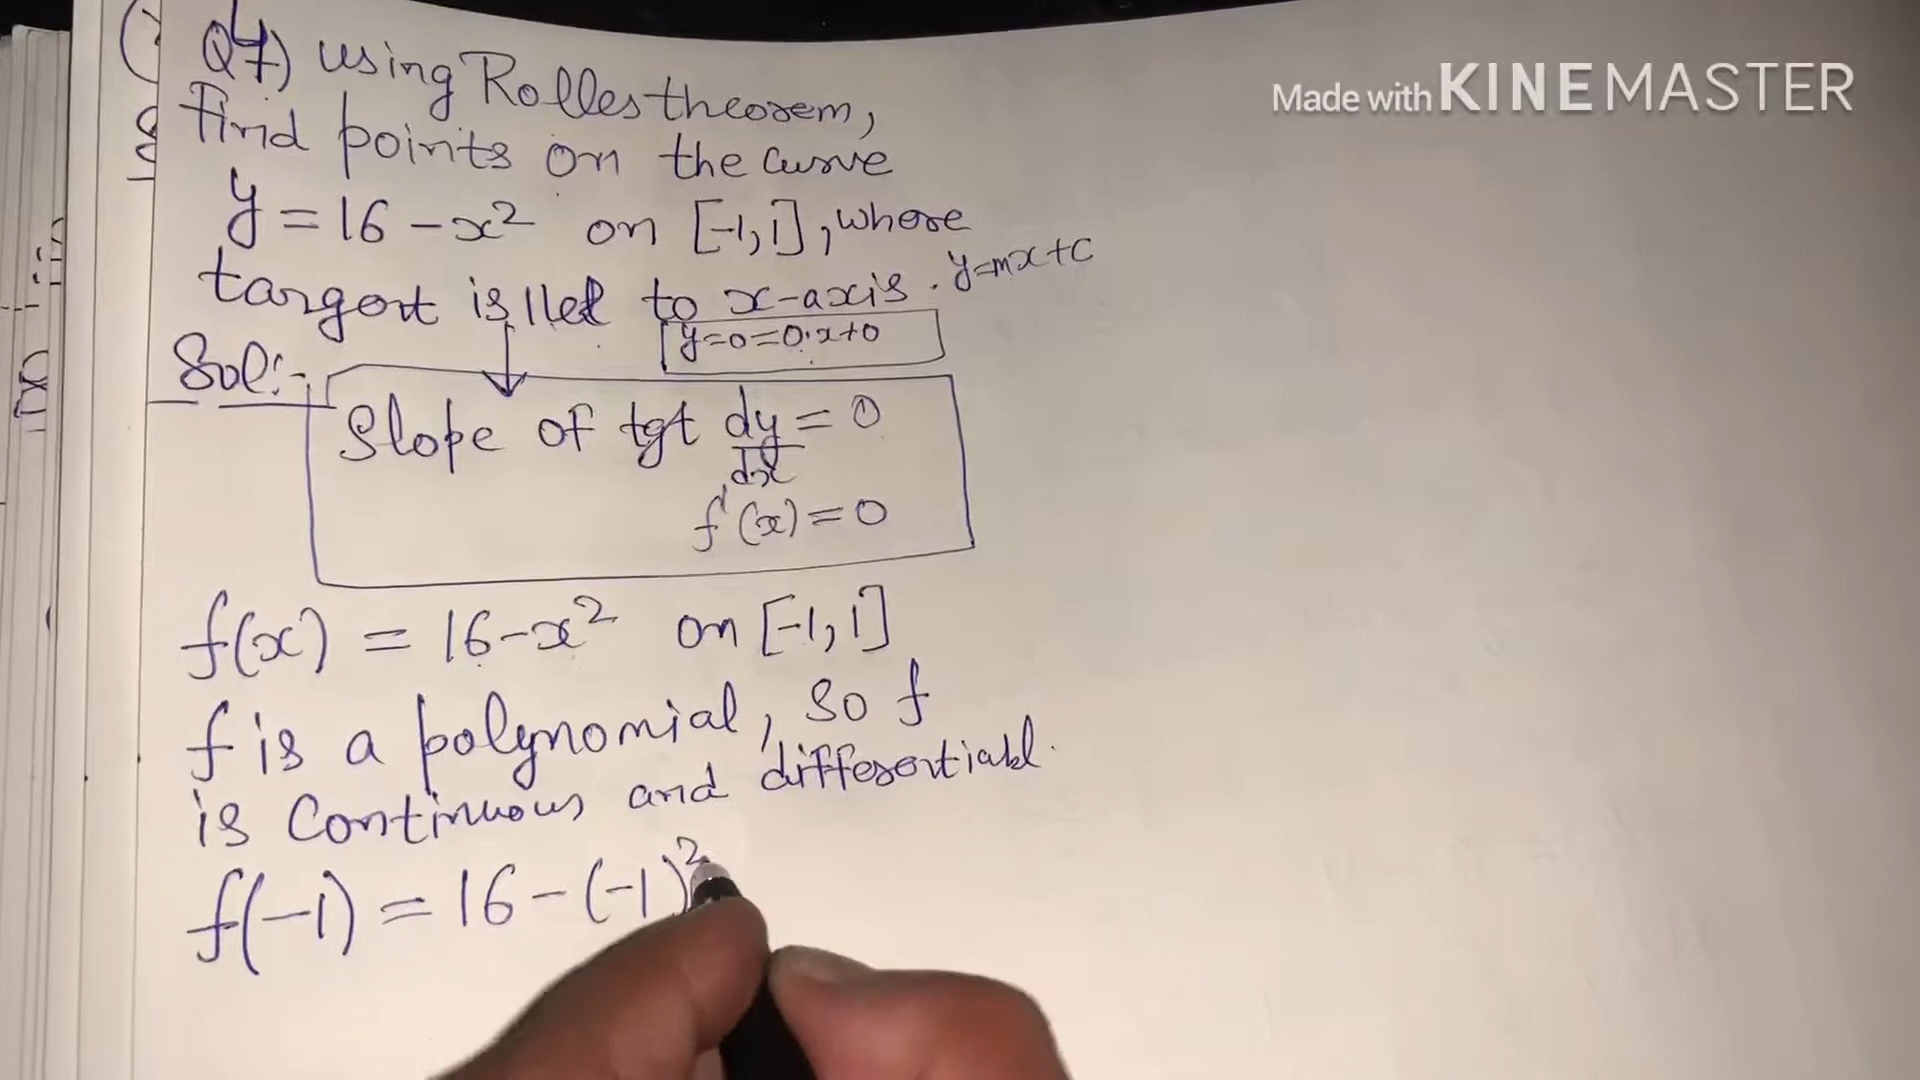 Q4) using Rolles theorem,
Find points on the curve
y = 16 - x² on [-1, 1], where
tangent is ||el to x-axis. y=mx+c
y=0=0·x+0
Sol:-
Slope of tgt dy/dx = 0
f'(x) = 0
f(x) = 16-x² on [-1, 1]
f is a polynomial, so f
is Continuous and differentiabl.
f(-1) = 16 - (-1)²
Made with KINEMASTER